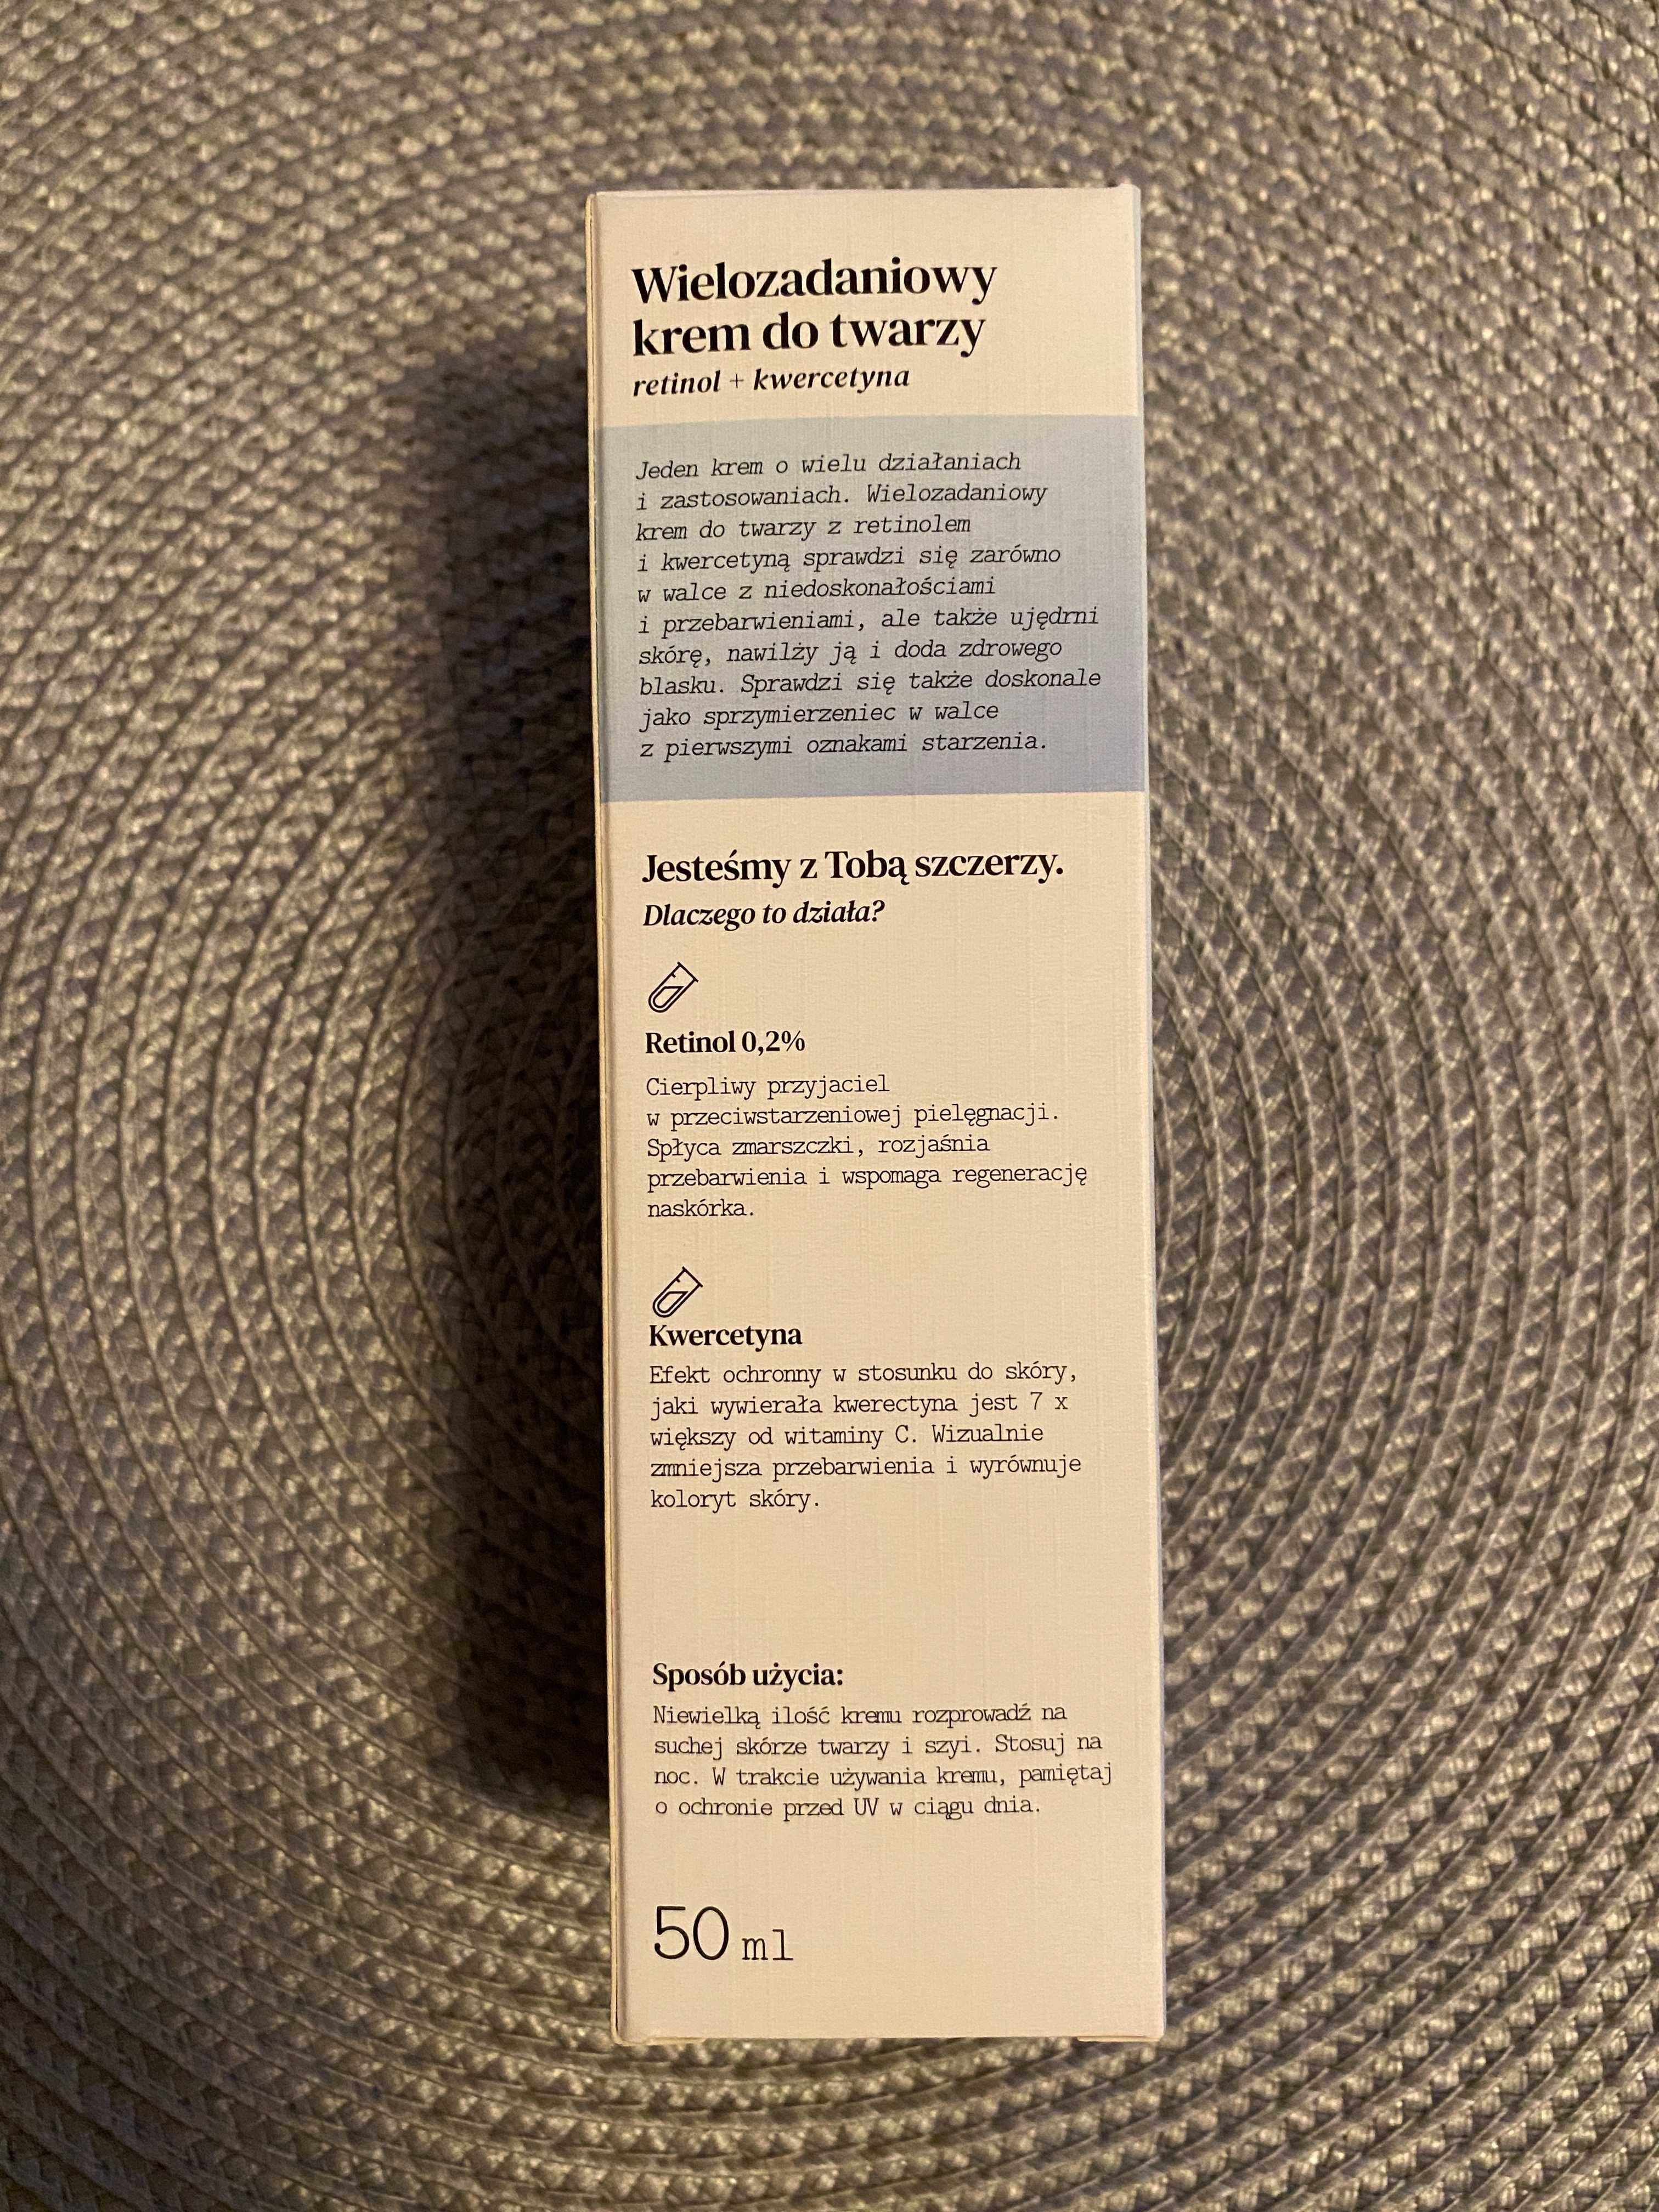 Wielozadaniowy
krem do twarzy
retinol + kwercetyna
Jeden krem o wielu działaniach
i zastosowaniach. Wielozadaniowy
krem do twarzy z retinolem
i kwercetyną sprawdzi się zarówno
w walce z niedoskonałościami
i przebarwieniami, ale także ujędrni
skórę, nawilży ją i doda zdrowego
blasku. Sprawdzi się także doskonale
jako sprzymierzeniec w walce
z pierwszymi oznakami starzenia.
Jesteśmy z Tobą szczerzy.
Dlaczego to działa?
Retinol 0,2%
Cierpliwy przyjaciel
w przeciwstarzeniowej pielęgnacji.
Spłyca zmarszczki, rozjaśnia
przebarwienia i wspomaga regenerację
naskórka.
Kwercetyna
Efekt ochronny w stosunku do skóry,
jaki wywierała kwerectyna jest 7 x
większy od witaminy C. Wizualnie
zmniejsza przebarwienia i wyrównuje
koloryt skóry.
Sposób użycia:
Niewielką ilość kremu rozprowadź na
suchej skórze twarzy i szyi. Stosuj na
noc. W trakcie używania kremu, pamiętaj
o ochronie przed UV w ciągu dnia.
50 ml